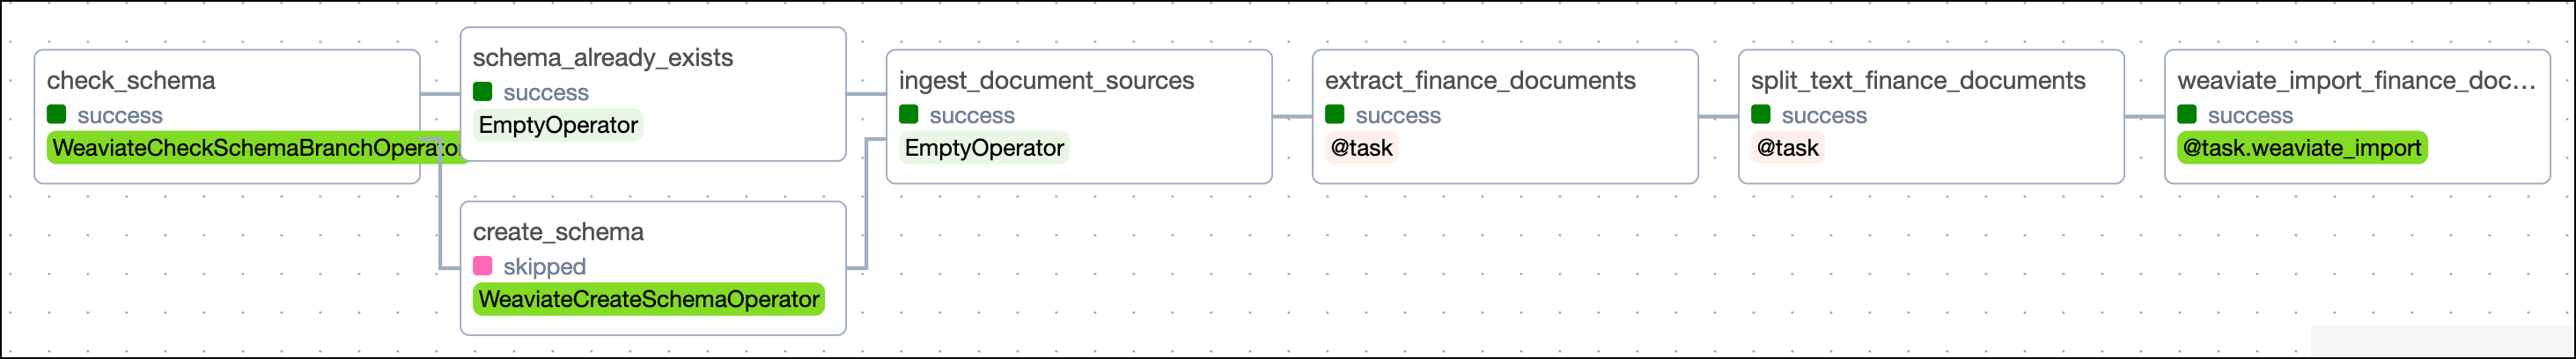 check_schema
success
WeaviateCheckSchemaBranchOperator
schema_already_exists
success
EmptyOperator
create_schema
skipped
WeaviateCreateSchemaOperator
ingest_document_sources
success
EmptyOperator
extract_finance_documents
success
@task
split_text_finance_documents
success
@task
weaviate_import_finance_doc...
success
@task.weaviate_import